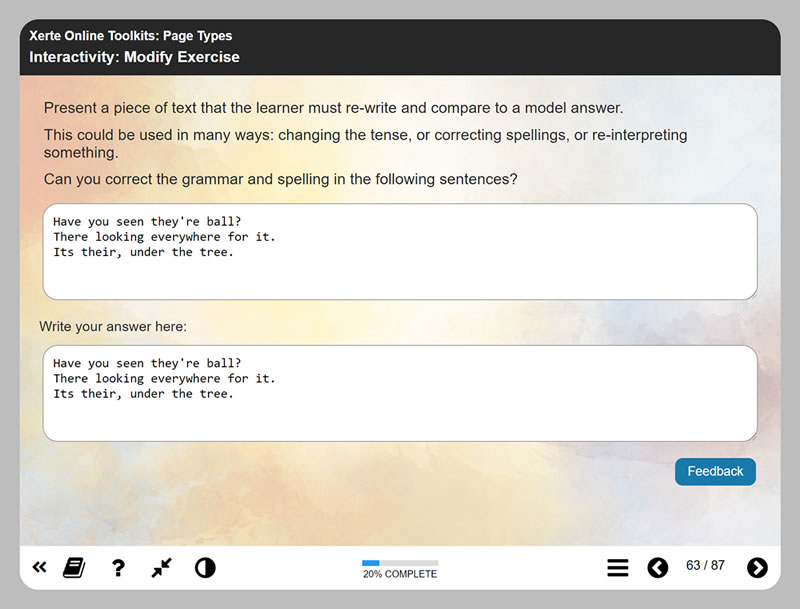 Xerte Online Toolkits: Page Types
Interactivity: Modify Exercise
Present a piece of text that the learner must re-write and compare to a model answer.
This could be used in many ways: changing the tense, or correcting spellings, or re-interpreting
something.
Can you correct the grammar and spelling in the following sentences?
Have you seen they're ball?
There looking everywhere for it.
Its their, under the tree.
Write your answer here:
Have you seen they're ball?
There looking everywhere for it.
Its their, under the tree.
Feedback
20% COMPLETE
63 / 87